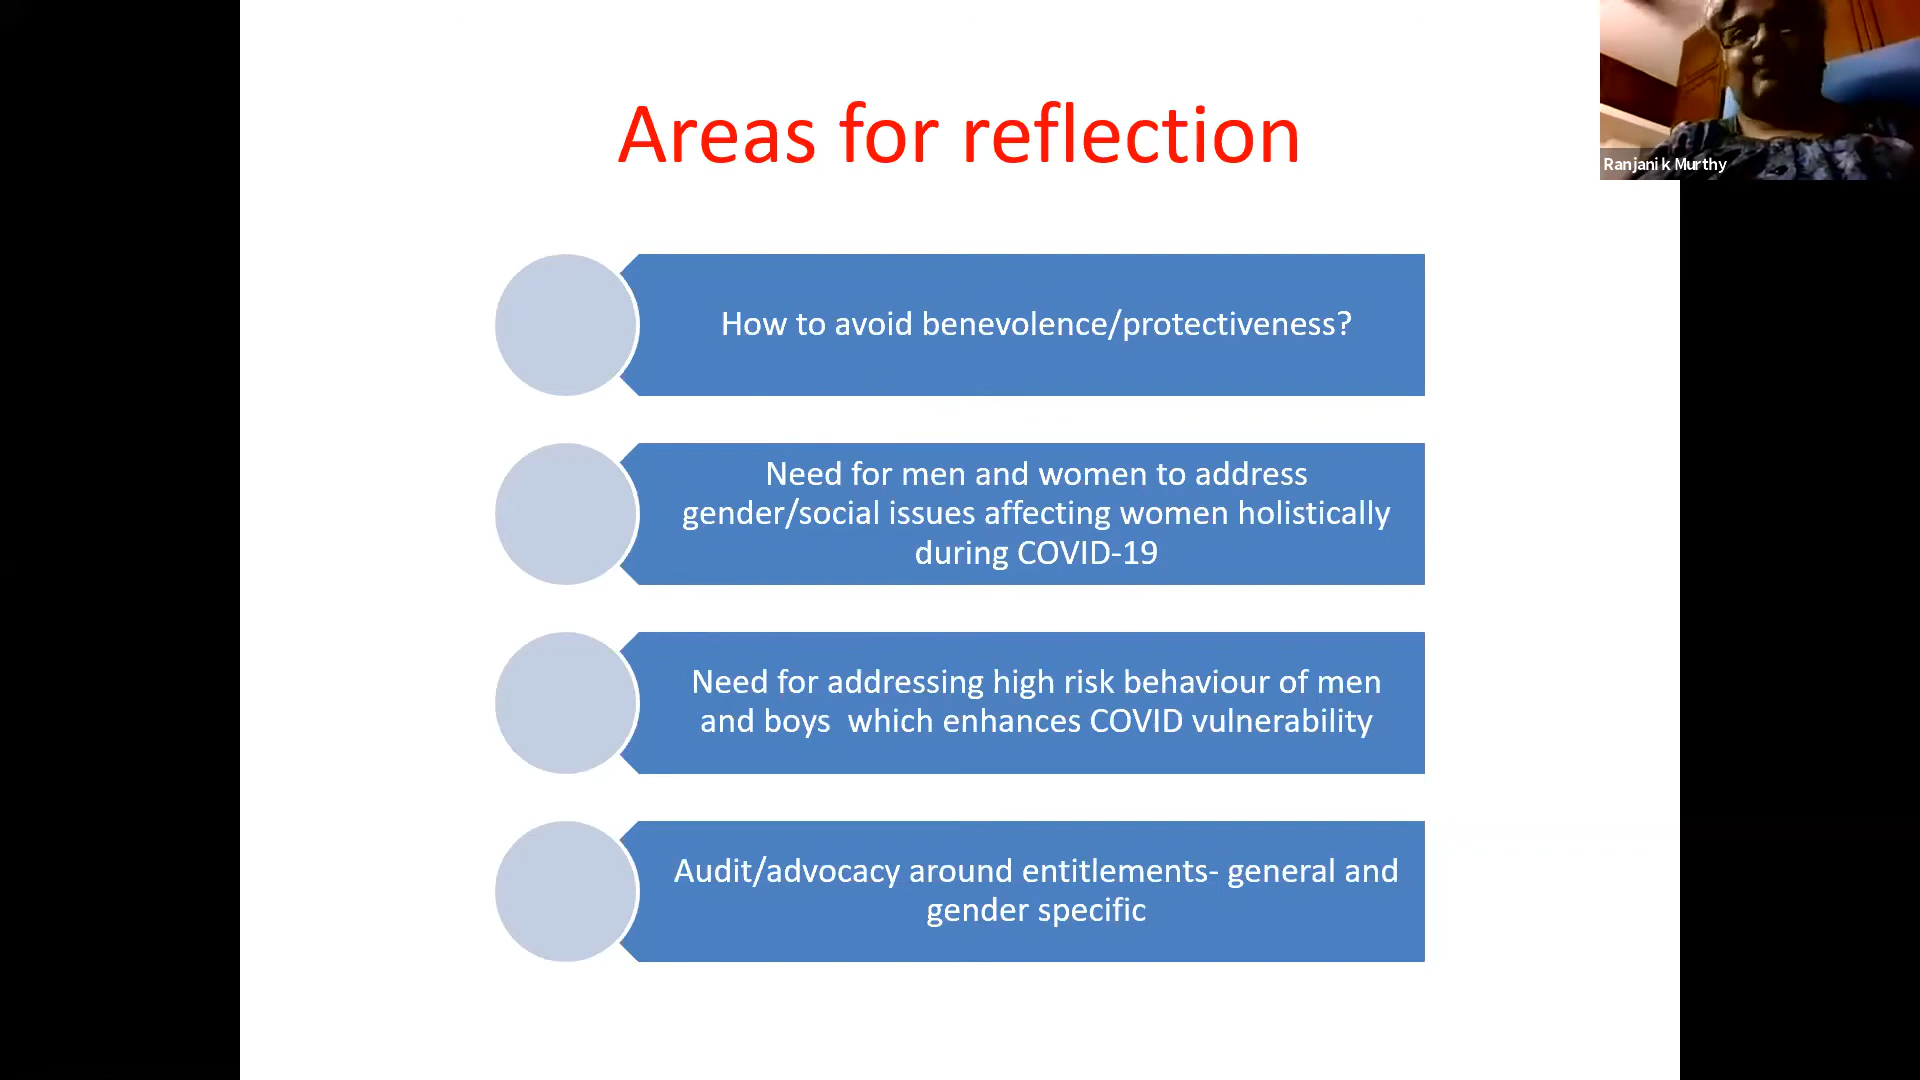 Areas for reflection
Ranjani k Murthy
How to avoid benevolence/protectiveness?
Need for men and women to address
gender/social issues affecting women holistically
during COVID-19
Need for addressing high risk behaviour of men
and boys  which enhances COVID vulnerability
Audit/advocacy around entitlements- general and
gender specific